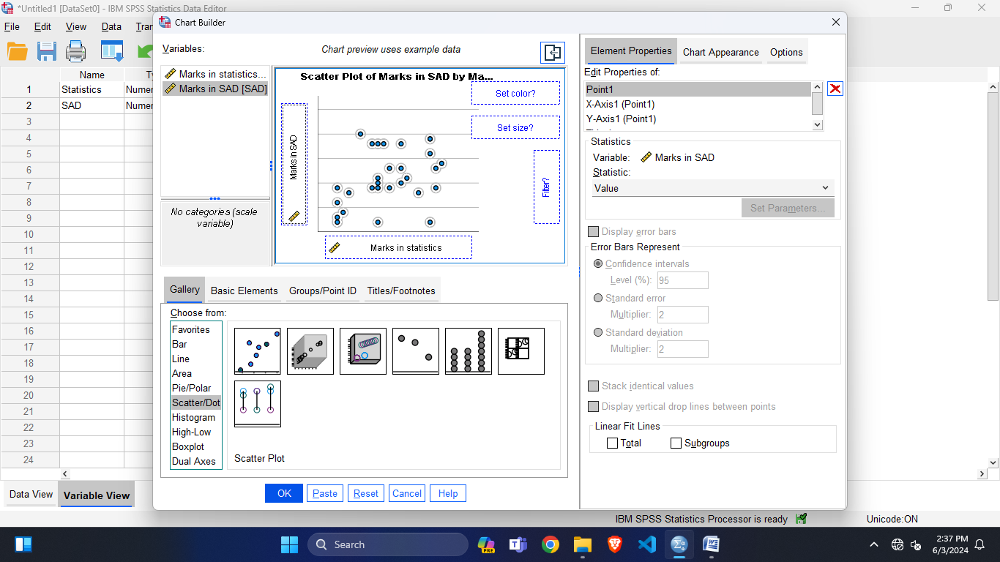 *Untitled1 [DataSet0] - IBM SPSS Statistics Data Editor
File Edit View Data Tran
Chart Builder
Variables:
Chart preview uses example data
Marks in statistics...
Marks in SAD [SAD]
No categories (scale
variable)
Scatter Plot of Marks in SAD by Ma...
Set color?
Set size?
Filter?
Marks in SAD
Marks in statistics
Gallery Basic Elements Groups/Point ID Titles/Footnotes
Choose from:
Favorites
Bar
Line
Area
Pie/Polar
Scatter/Dot
Histogram
High-Low
Boxplot
Dual Axes
Scatter Plot
OK Paste Reset Cancel Help
Element Properties Chart Appearance Options
Edit Properties of:
Point1
X-Axis1 (Point1)
Y-Axis1 (Point1)
Statistics
Variable: Marks in SAD
Statistic:
Value
Set Parameters...
Display error bars
Error Bars Represent
Confidence intervals
Level (%): 95
Standard error
Multiplier: 2
Standard deviation
Multiplier: 2
Stack identical values
Display vertical drop lines between points
Linear Fit Lines
Total Subgroups
Name Ty
1 Statistics Numer
2 SAD Numer
3
4
5
6
7
8
9
10
11
12
13
14
15
16
17
18
19
20
21
22
23
24
Data View Variable View
IBM SPSS Statistics Processor is ready Unicode:ON
Search
PRE
2:37 PM
6/3/2024